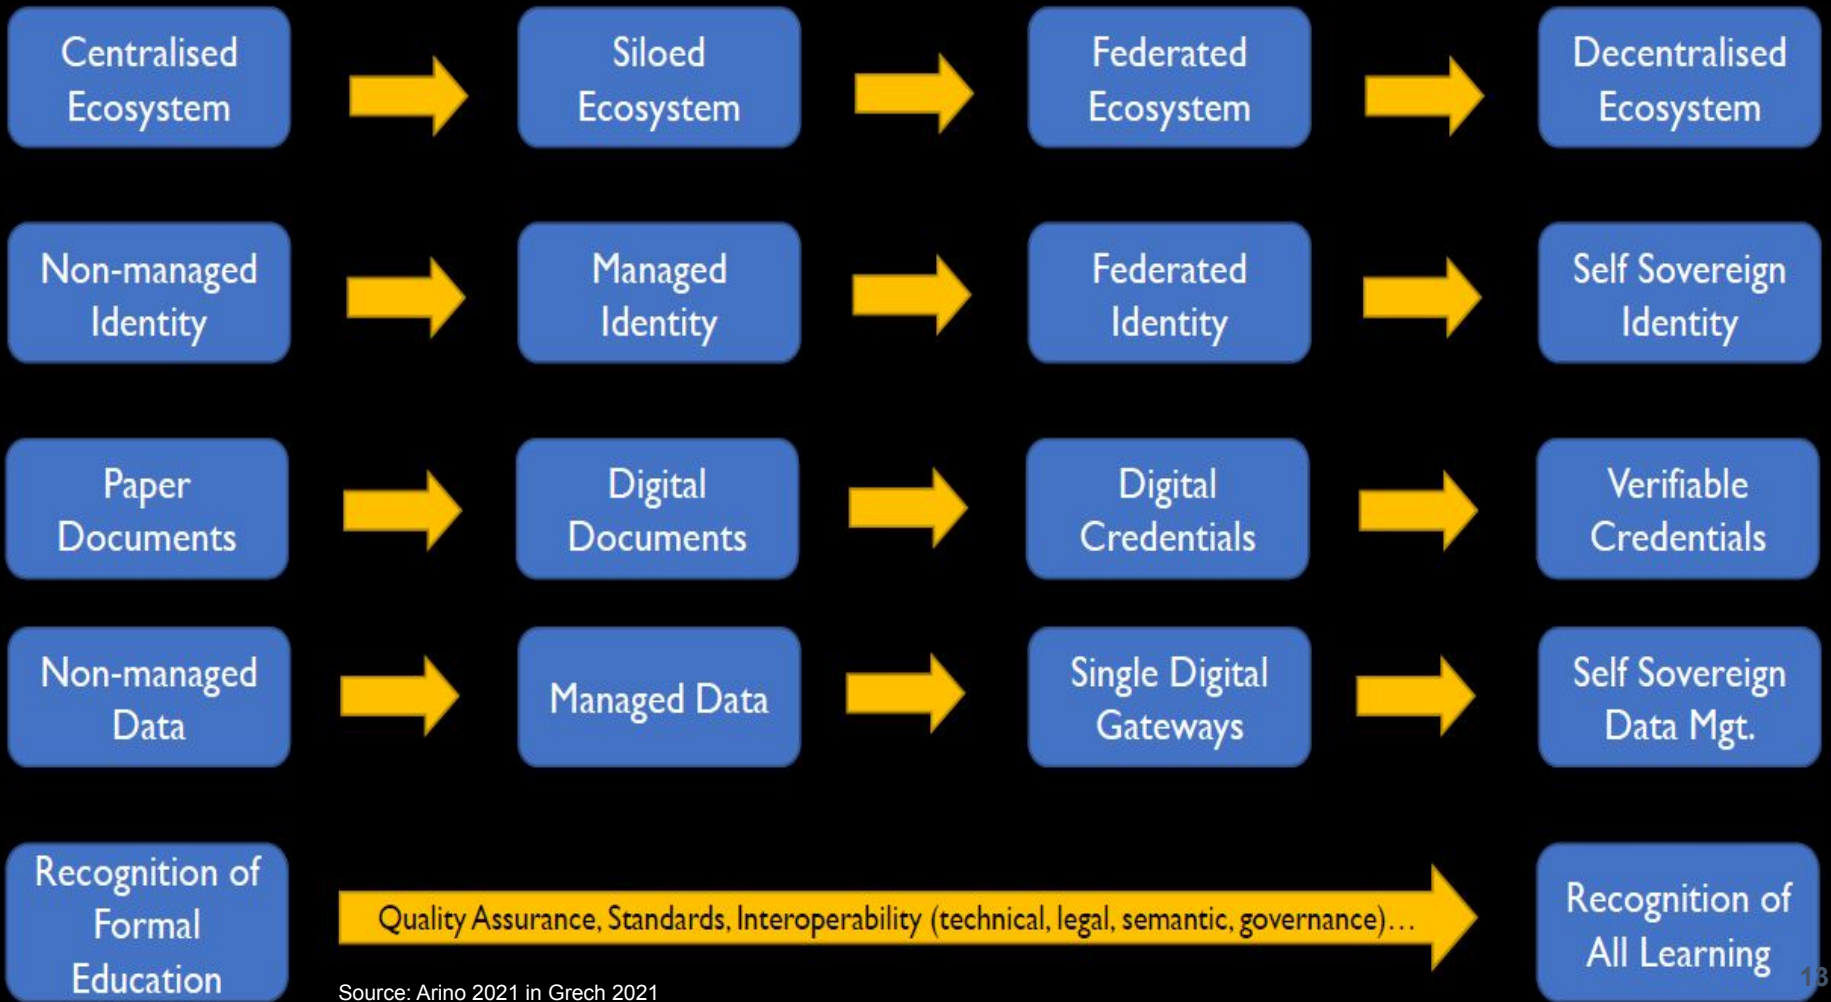 Centralised
Ecosystem
Siloed
Ecosystem
Federated
Ecosystem
Decentralised
Ecosystem
Non-managed
Identity
Managed
Identity
Federated
Identity
Self Sovereign
Identity
Paper
Documents
Digital
Documents
Digital
Credentials
Verifiable
Credentials
Non-managed
Data
Managed Data
Single Digital
Gateways
Self Sovereign
Data Mgt.
Recognition of
Formal
Education
Quality Assurance, Standards, Interoperability (technical, legal, semantic, governance)...
Recognition of
All Learning
Source: Arino 2021 in Grech 2021
13